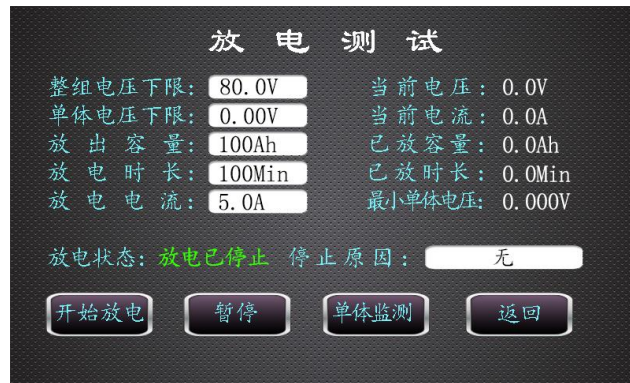 放电测试
整组电压下限: 80.0V 当前电压: 0.0V
单体电压下限: 0.00V 当前电流: 0.0A
放出容量: 100Ah 已放容量: 0.0Ah
放电时长: 100Min 已放时长: 0.0Min
放电电流: 5.0A 最小单体电压: 0.000V
放电状态: 放电已停止 停止原因: 无
开始放电 暂停 单体监测 返回